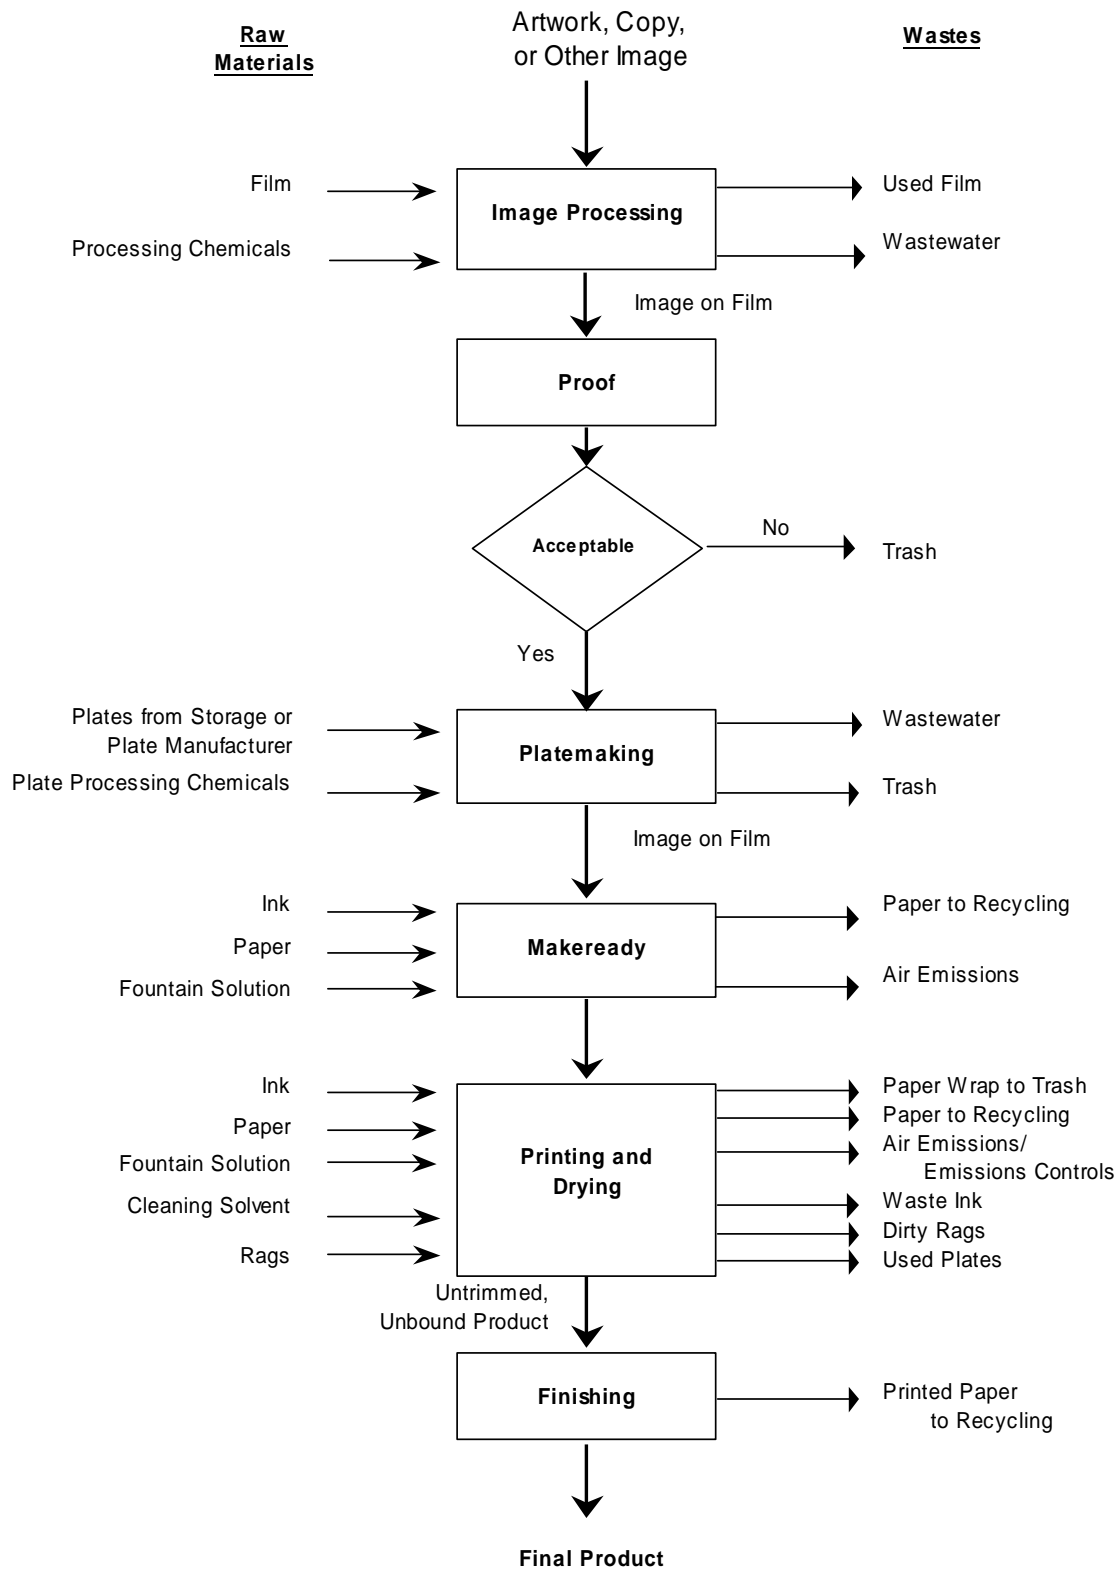 Raw
Materials
Artwork, Copy,
or Other Image
Wastes
Film
Processing Chemicals
Image Processing
Used Film
Wastewater
Image on Film
Proof
Acceptable
No
Trash
Yes
Plates from Storage or
Plate Manufacturer
Plate Processing Chemicals
Platemaking
Wastewater
Trash
Image on Film
Ink
Paper
Fountain Solution
Makeready
Paper to Recycling
Air Emissions
Ink
Paper
Fountain Solution
Cleaning Solvent
Rags
Printing and
Drying
Paper Wrap to Trash
Paper to Recycling
Air Emissions/
Emissions Controls
Waste Ink
Dirty Rags
Used Plates
Untrimmed,
Unbound Product
Finishing
Printed Paper
to Recycling
Final Product